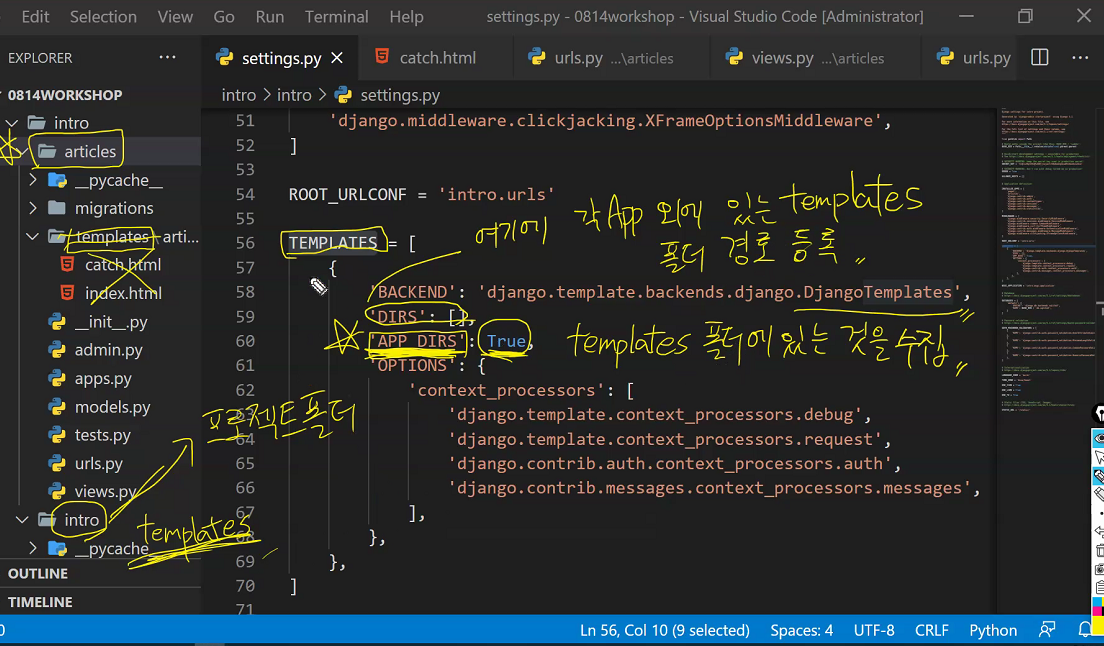 Edit Selection View Go Run Terminal Help settings.py - 0814workshop - Visual Studio Code [Administrator]
EXPLORER
settings.py
catch.html
urls.py ...\articles
views.py ...\articles
urls.py
0814WORKSHOP
intro
articles
__pycache__
migrations
templates \ arti...
catch.html
index.html
__init__.py
admin.py
apps.py
models.py
tests.py
urls.py
views.py
intro
__pycache__
OUTLINE
TIMELINE
intro > intro > settings.py
51 'django.middleware.clickjacking.XFrameOptionsMiddleware',
52 ]
53
54 ROOT_URLCONF = 'intro.urls'
55
56 TEMPLATES = [
57 {
58 'BACKEND': 'django.template.backends.django.DjangoTemplates',
59 'DIRS': [],
60 'APP_DIRS': True,
61 'OPTIONS': {
62 'context_processors': [
63 'django.template.context_processors.debug',
64 'django.template.context_processors.request',
65 'django.contrib.auth.context_processors.auth',
66 'django.contrib.messages.context_processors.messages',
67 ],
68 },
69 },
70 ]
71
여기에 각 App 외에 있는 templates
폴더 경로 등록 〃
templates 폴더에 있는 것을 수집 〃
프로젝트 폴더
templates
Ln 56, Col 10 (9 selected) Spaces: 4 UTF-8 CRLF Python